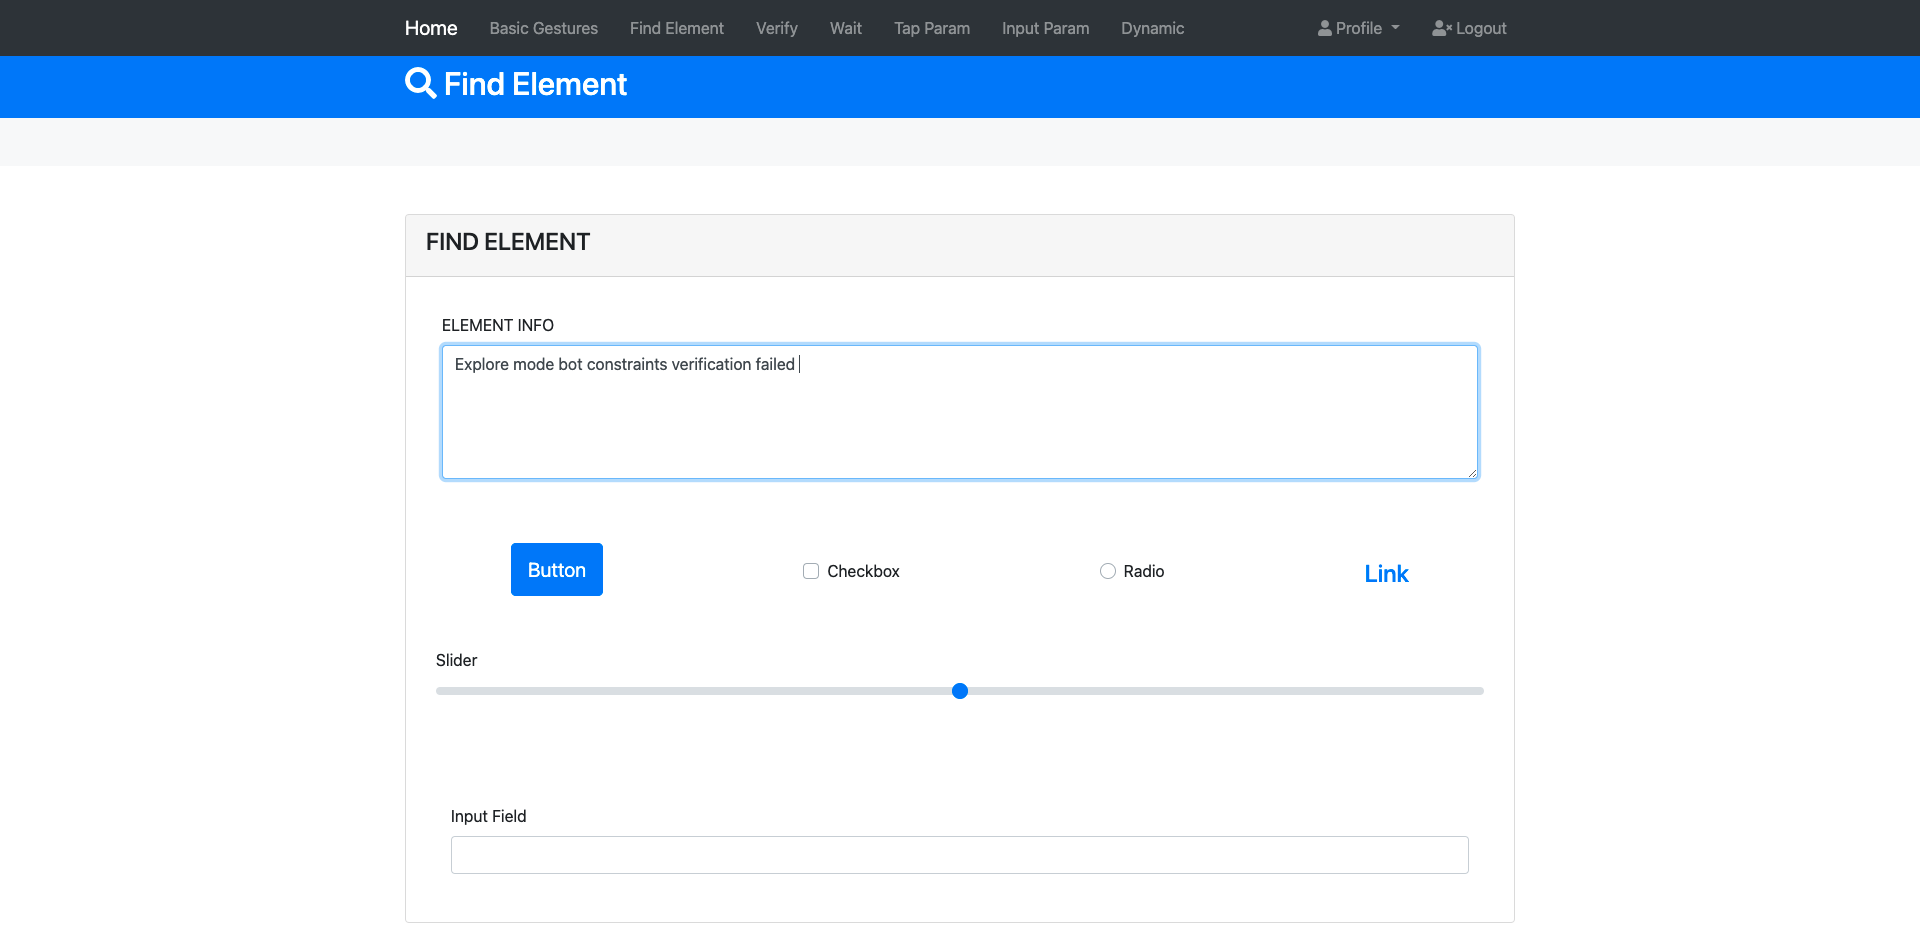 Home Basic Gestures Find Element Verify Wait Tap Param Input Param Dynamic Profile Logout
Find Element
FIND ELEMENT
ELEMENT INFO
Explore mode bot constraints verification failed
Button Checkbox Radio Link
Slider
Input Field